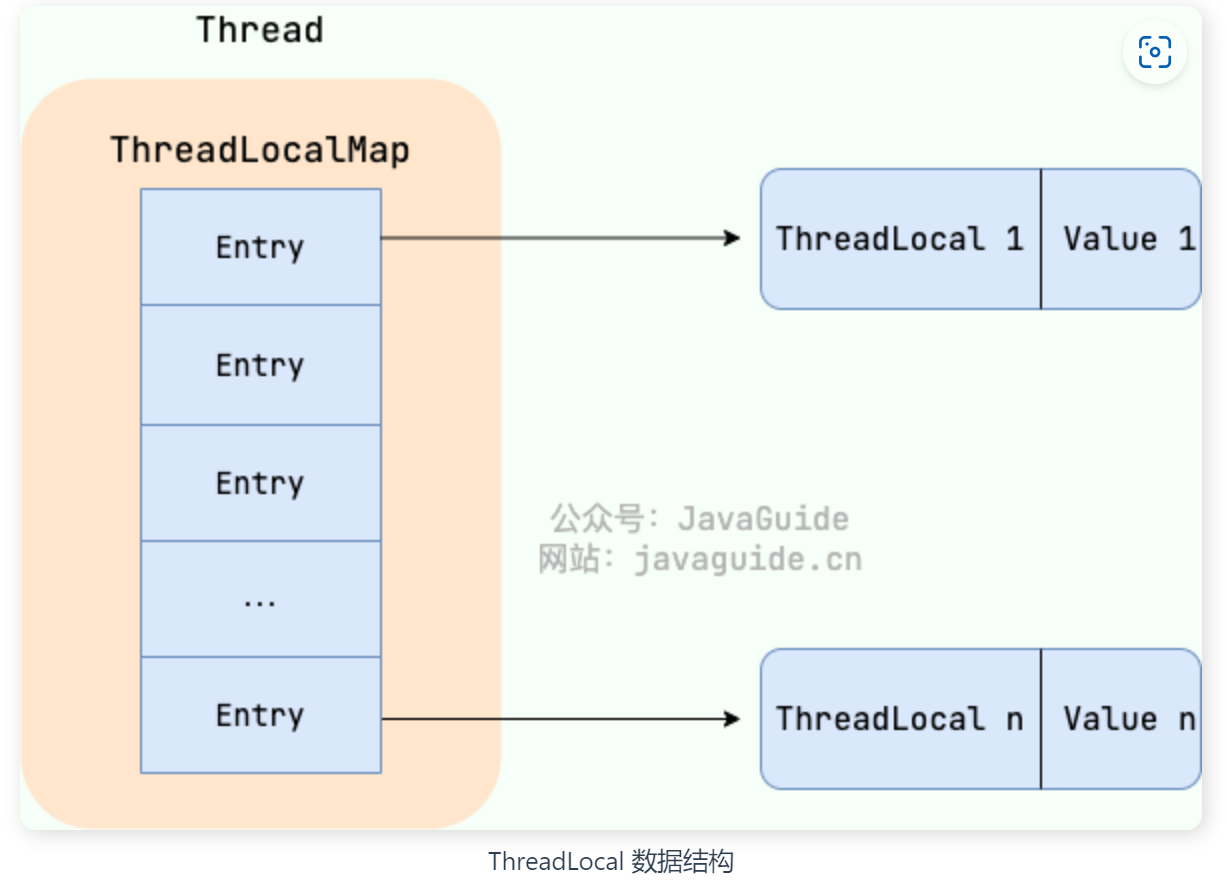 Thread
ThreadLocalMap
Entry
ThreadLocal 1
Value 1
Entry
Entry
公众号：JavaGuide
网站：javaguide.cn
...
Entry
ThreadLocal n
Value n
ThreadLocal 数据结构